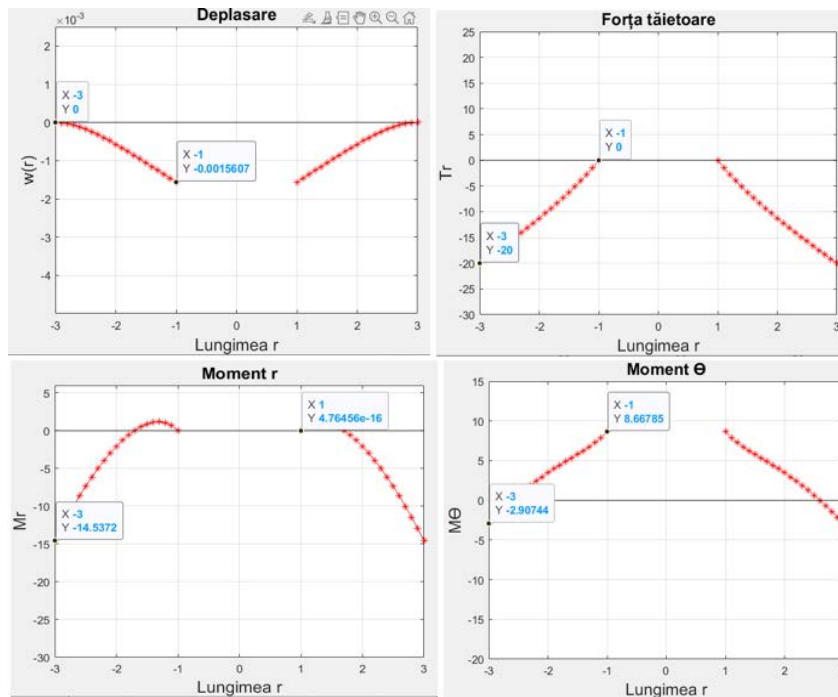 Deplasare
×10⁻³
2
1
0
-1
-2
-3
-4
w(r)
X -3
Y 0
X -1
Y -0.0015607
-3 -2 -1 0 1 2 3
Lungimea r
Forța tăietoare
25
20
15
10
5
0
-5
-10
-15
-20
-25
-30
Tr
X -1
Y 0
X -3
Y -20
-3 -2 -1 0 1 2 3
Lungimea r
Moment r
5
0
-5
-10
-15
-20
-25
-30
Mr
X 1
Y 4.76456e-16
X -3
Y -14.5372
-3 -2 -1 0 1 2 3
Lungimea r
Moment Ɵ
15
10
5
0
-5
-10
-15
-20
MƟ
X -1
Y 8.66785
X -3
Y -2.90744
-3 -2 -1 0 1 2 3
Lungimea r